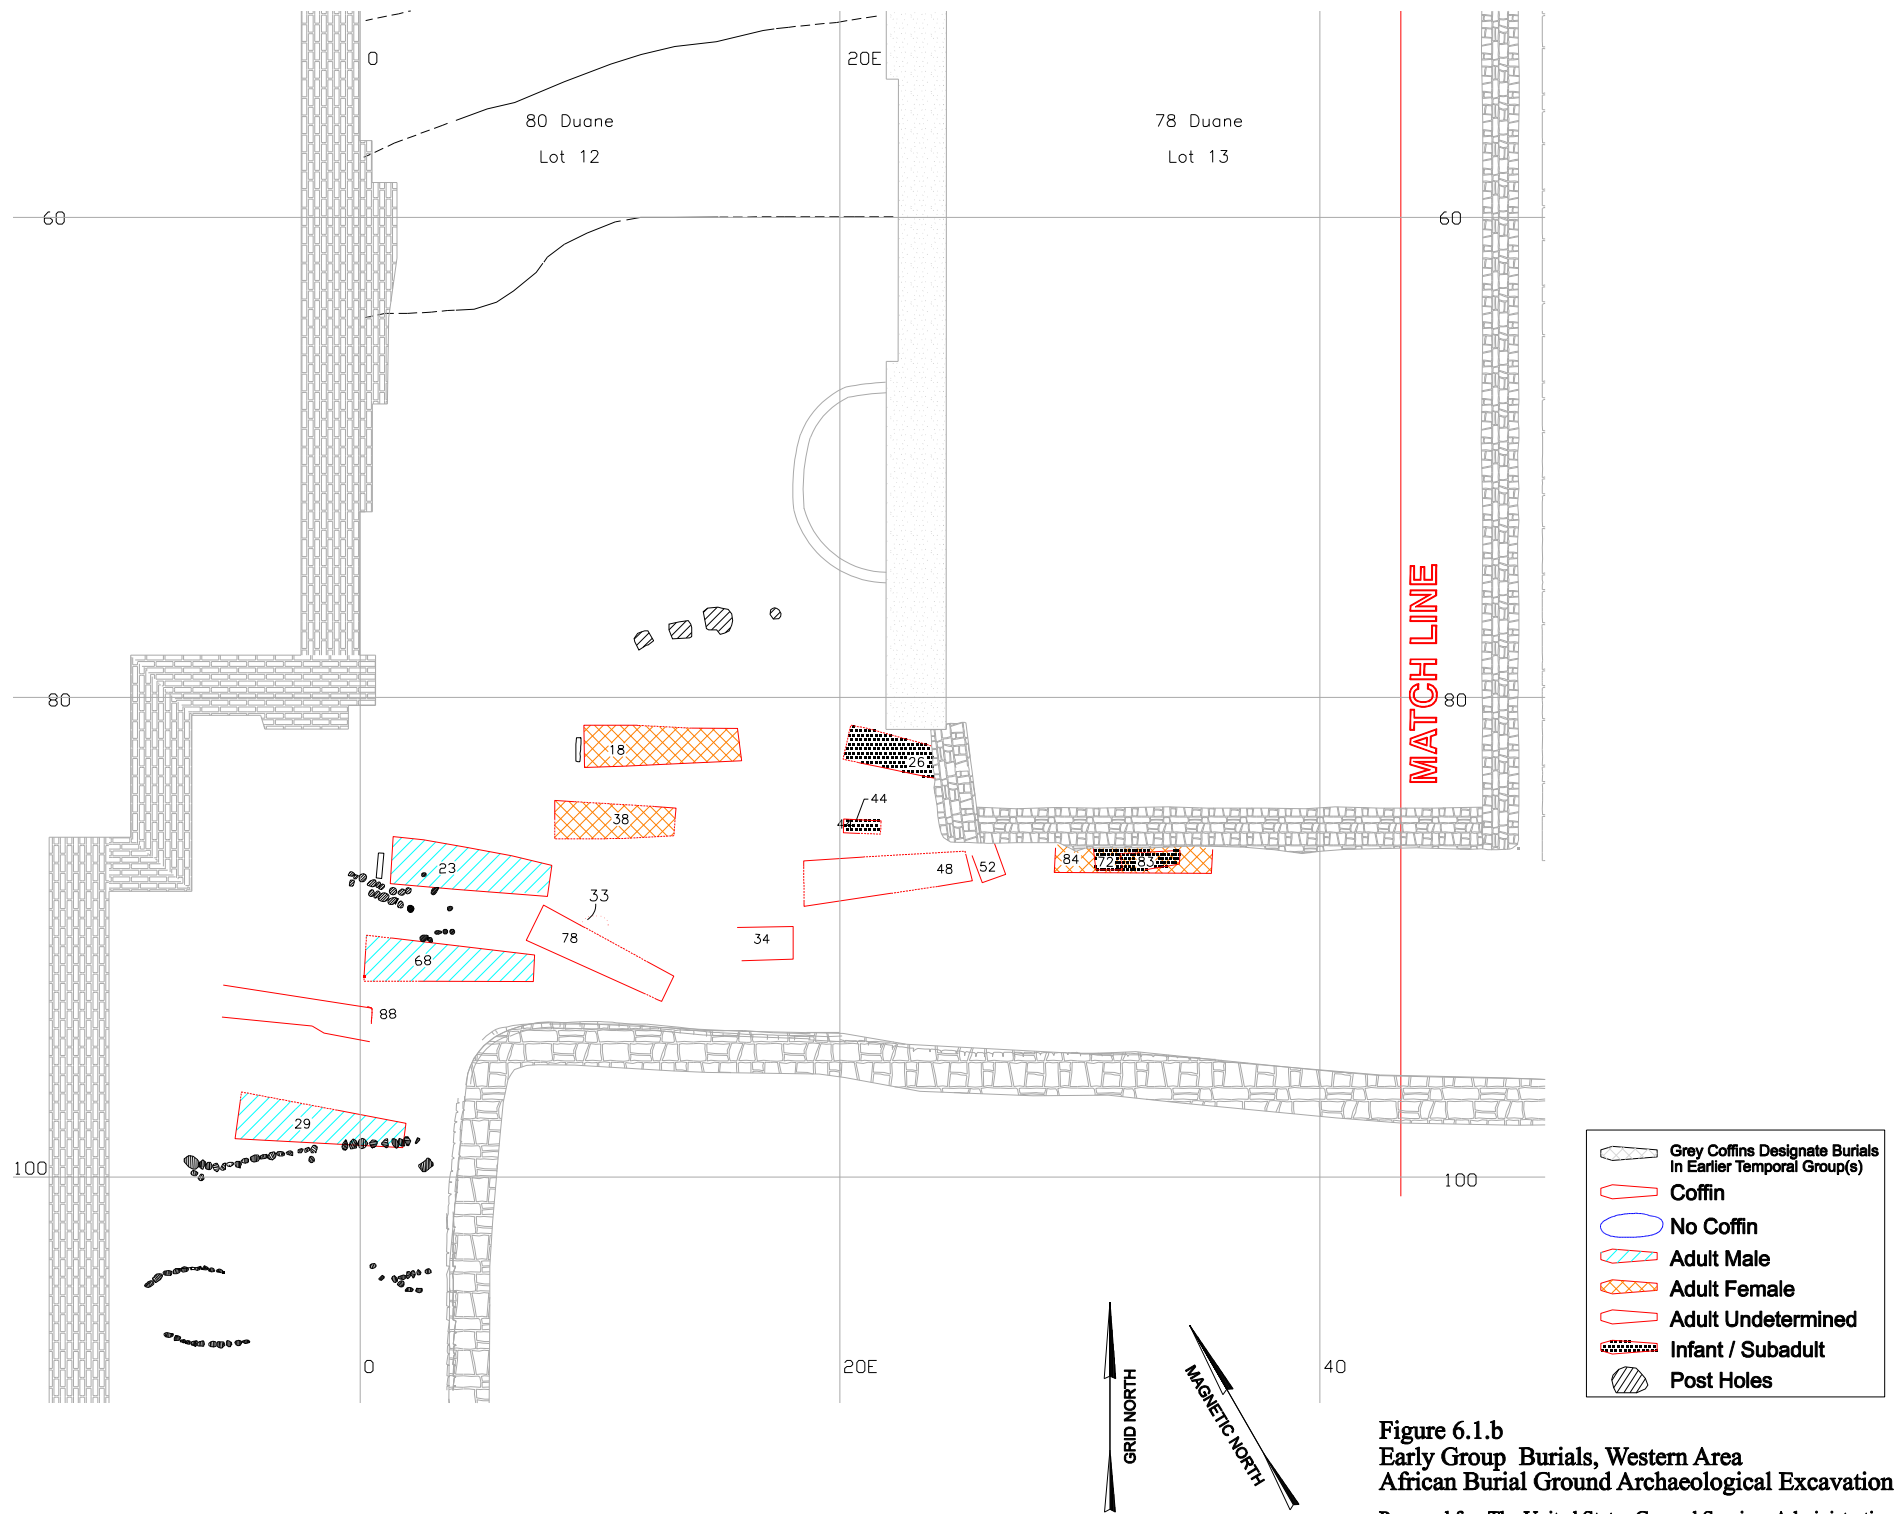 0
20E
80 Duane
Lot 12
78 Duane
Lot 13
60
60
MATCH LINE
80
80
18
26
44
38
44
23
48
52
84
72
83
33
78
34
68
88
29
100
100
Grey Coffins Designate Burials
In Earlier Temporal Group(s)
Coffin
No Coffin
Adult Male
Adult Female
Adult Undetermined
Infant / Subadult
Post Holes
0
20E
40
GRID NORTH
MAGNETIC NORTH
Figure 6.1.b
Early Group Burials, Western Area
African Burial Ground Archaeological Excavation